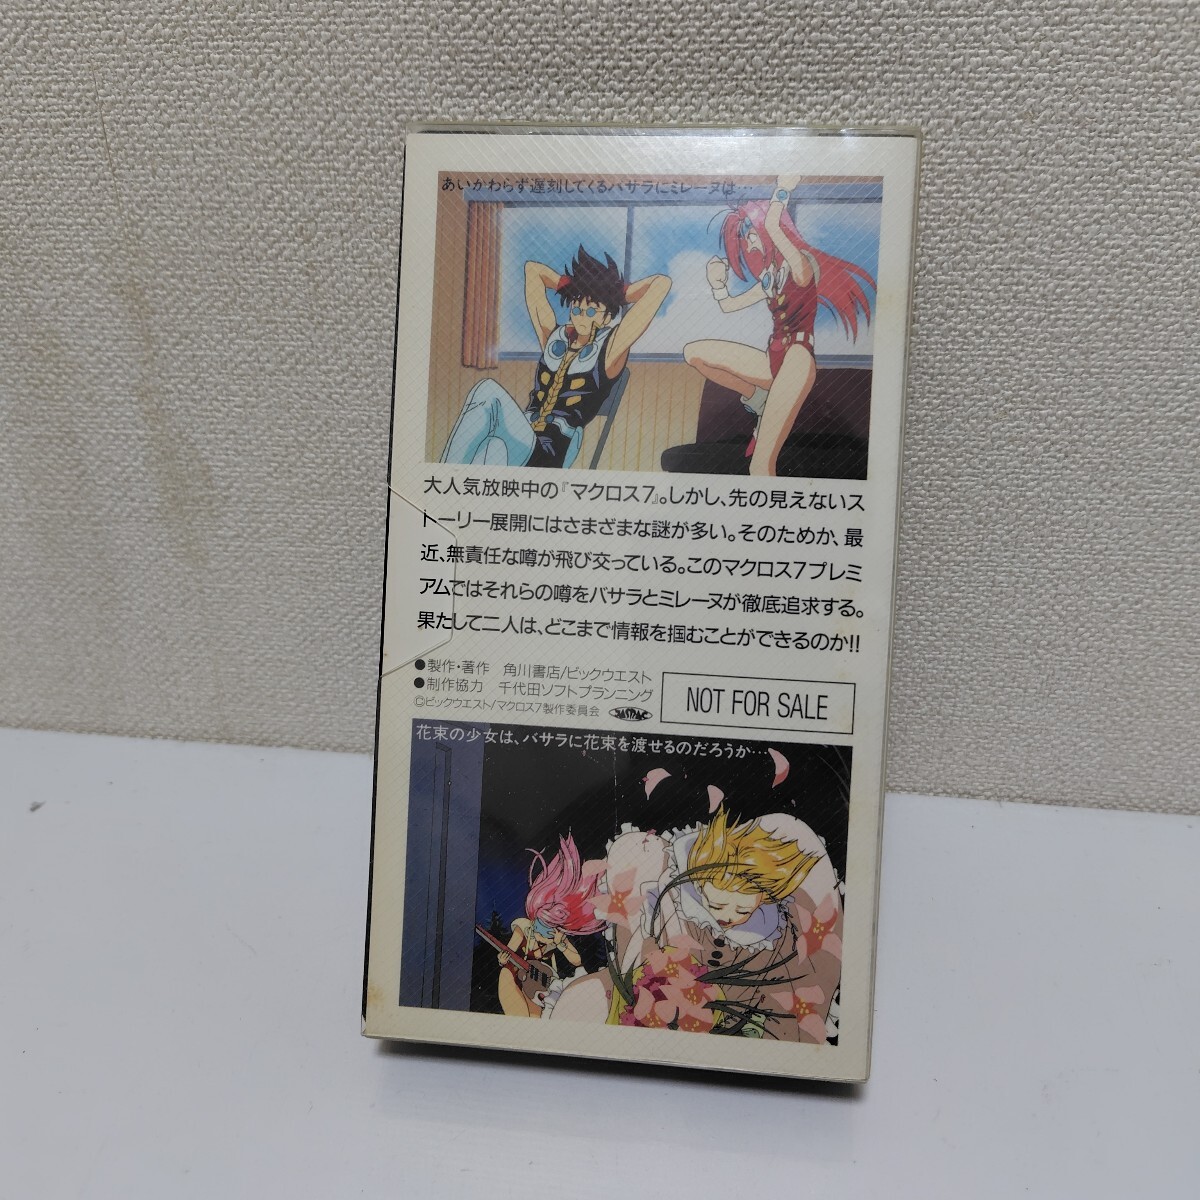 あいかわらず遅刻してくるバサラにミレーヌは…
大人気放映中の『マクロス7』。しかし、先の見えないス
トーリー展開にはさまざまな謎が多い。そのためか、最
近、無責任な噂が飛び交っている。このマクロス7プレミ
アムではそれらの噂をバサラとミレーヌが徹底追求する。
果たして二人は、どこまで情報を掴むことができるのか!!
●製作・著作　角川書店/ビックウエスト
●制作協力　千代田ソフトプランニング
©ビックウエスト/マクロス7製作委員会
NOT FOR SALE
花束の少女は、バサラに花束を渡せるのだろうか…